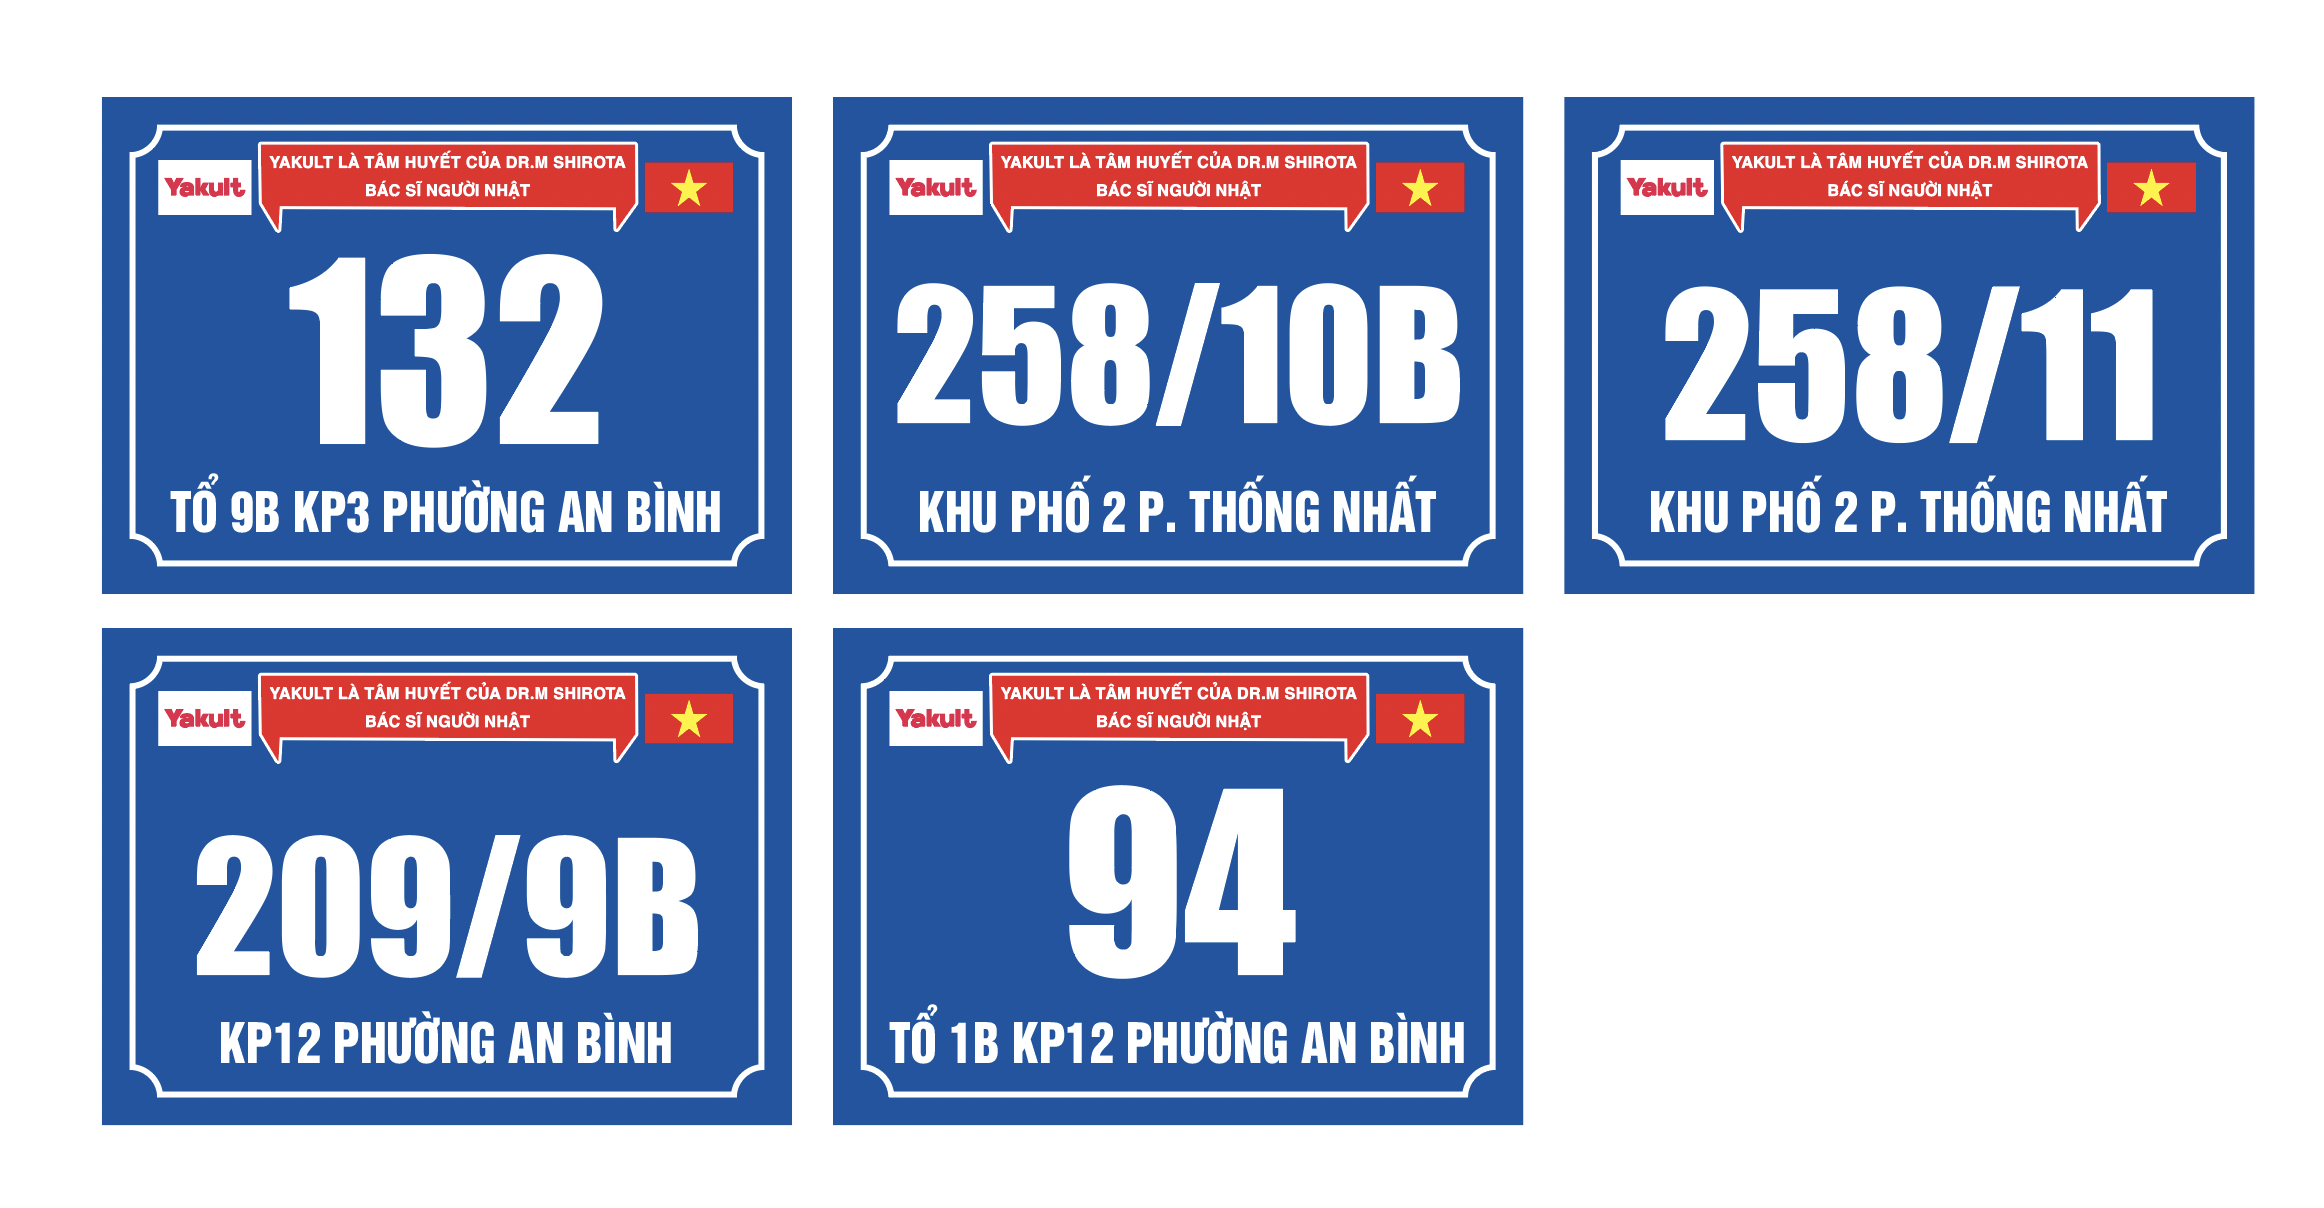 Yakult
YAKULT LÀ TÂM HUYẾT CỦA DR.M SHIROTA
BÁC SĨ NGƯỜI NHẬT
132
TỔ 9B KP3 PHƯỜNG AN BÌNH
Yakult
YAKULT LÀ TÂM HUYẾT CỦA DR.M SHIROTA
BÁC SĨ NGƯỜI NHẬT
258/10B
KHU PHỐ 2 P. THỐNG NHẤT
Yakult
YAKULT LÀ TÂM HUYẾT CỦA DR.M SHIROTA
BÁC SĨ NGƯỜI NHẬT
258/11
KHU PHỐ 2 P. THỐNG NHẤT
Yakult
YAKULT LÀ TÂM HUYẾT CỦA DR.M SHIROTA
BÁC SĨ NGƯỜI NHẬT
209/9B
KP12 PHƯỜNG AN BÌNH
Yakult
YAKULT LÀ TÂM HUYẾT CỦA DR.M SHIROTA
BÁC SĨ NGƯỜI NHẬT
94
TỔ 1B KP12 PHƯỜNG AN BÌNH